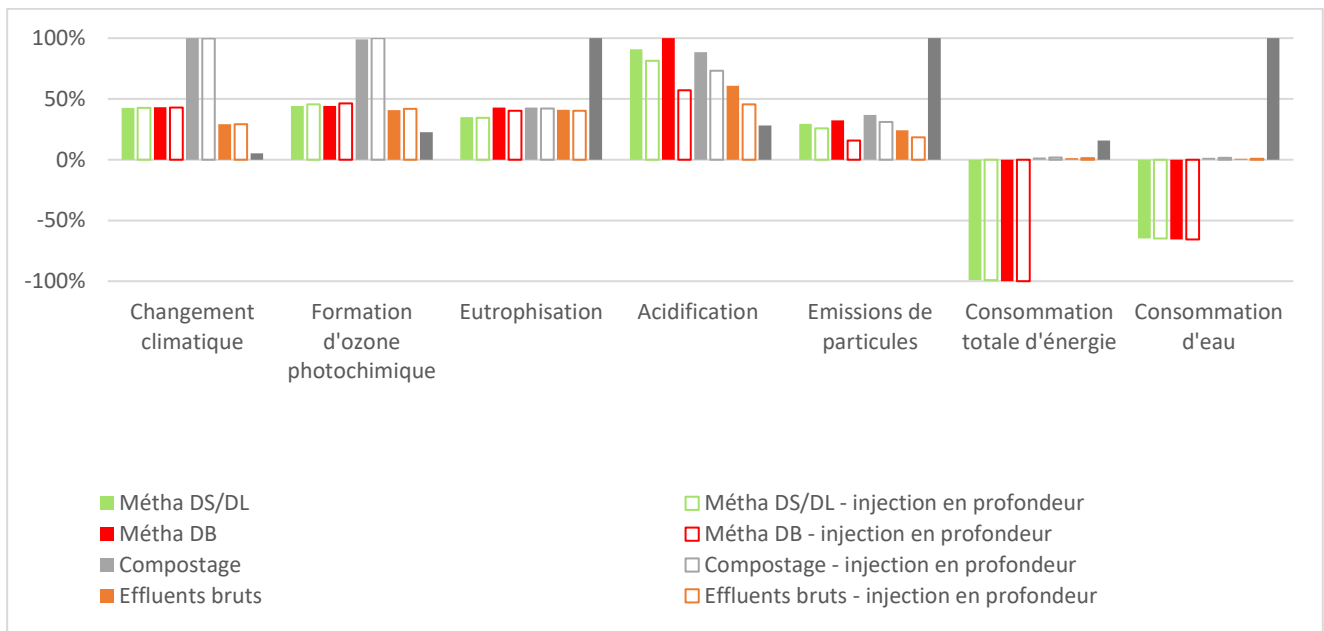 100%
50%
0%
-50%
-100%
Changement
climatique
Formation
d'ozone
photochimique
Eutrophisation
Acidification
Emissions de
particules
Consommation
totale d'énergie
Consommation
d'eau
Métha DS/DL
Métha DS/DL - injection en profondeur
Métha DB
Métha DB - injection en profondeur
Compostage
Compostage - injection en profondeur
Effluents bruts
Effluents bruts - injection en profondeur